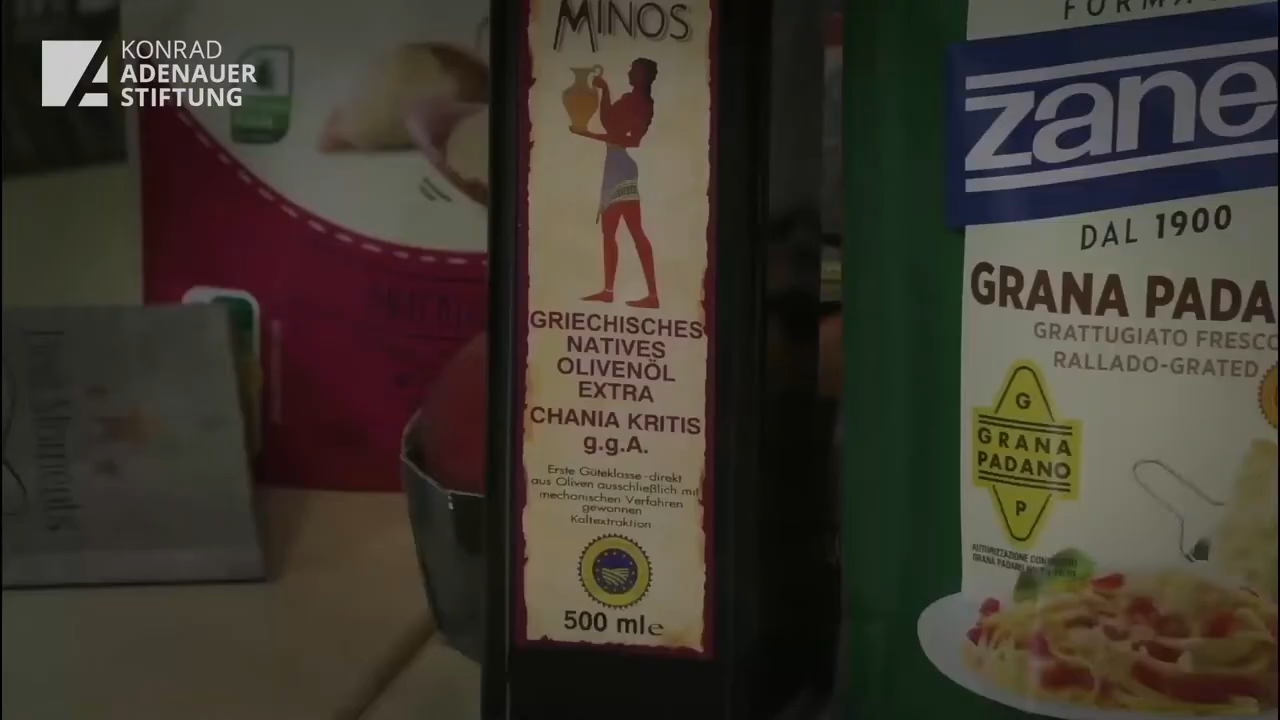 KONRAD
ADENAUER
STIFTUNG
MINOS
GRIECHISCHES
NATIVES
OLIVENÖL
EXTRA
CHANIA KRITIS
g.g.A.
Erste Güteklasse - direkt
aus Oliven ausschließlich mit
mechanischen Verfahren
gewonnen
Kaltextraktion
500 ml e
zane
DAL 1900
GRANA PADA
GRATTUGIATO FRESCO
RALLADO-GRATED
G
GRANA
PADANO
P